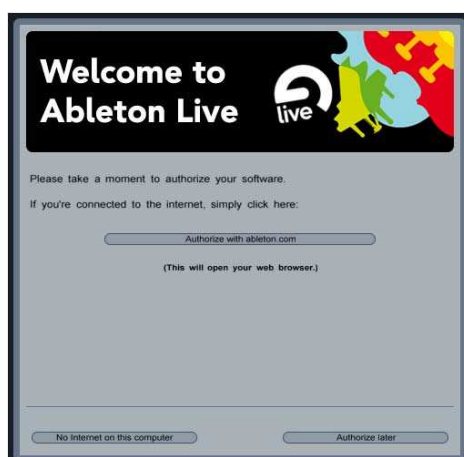 Welcome to
Ableton Live
live
Please take a moment to authorize your software.
If you're connected to the internet, simply click here:
Authorize with ableton.com
(This will open your web browser.)
No Internet on this computer
Authorize later